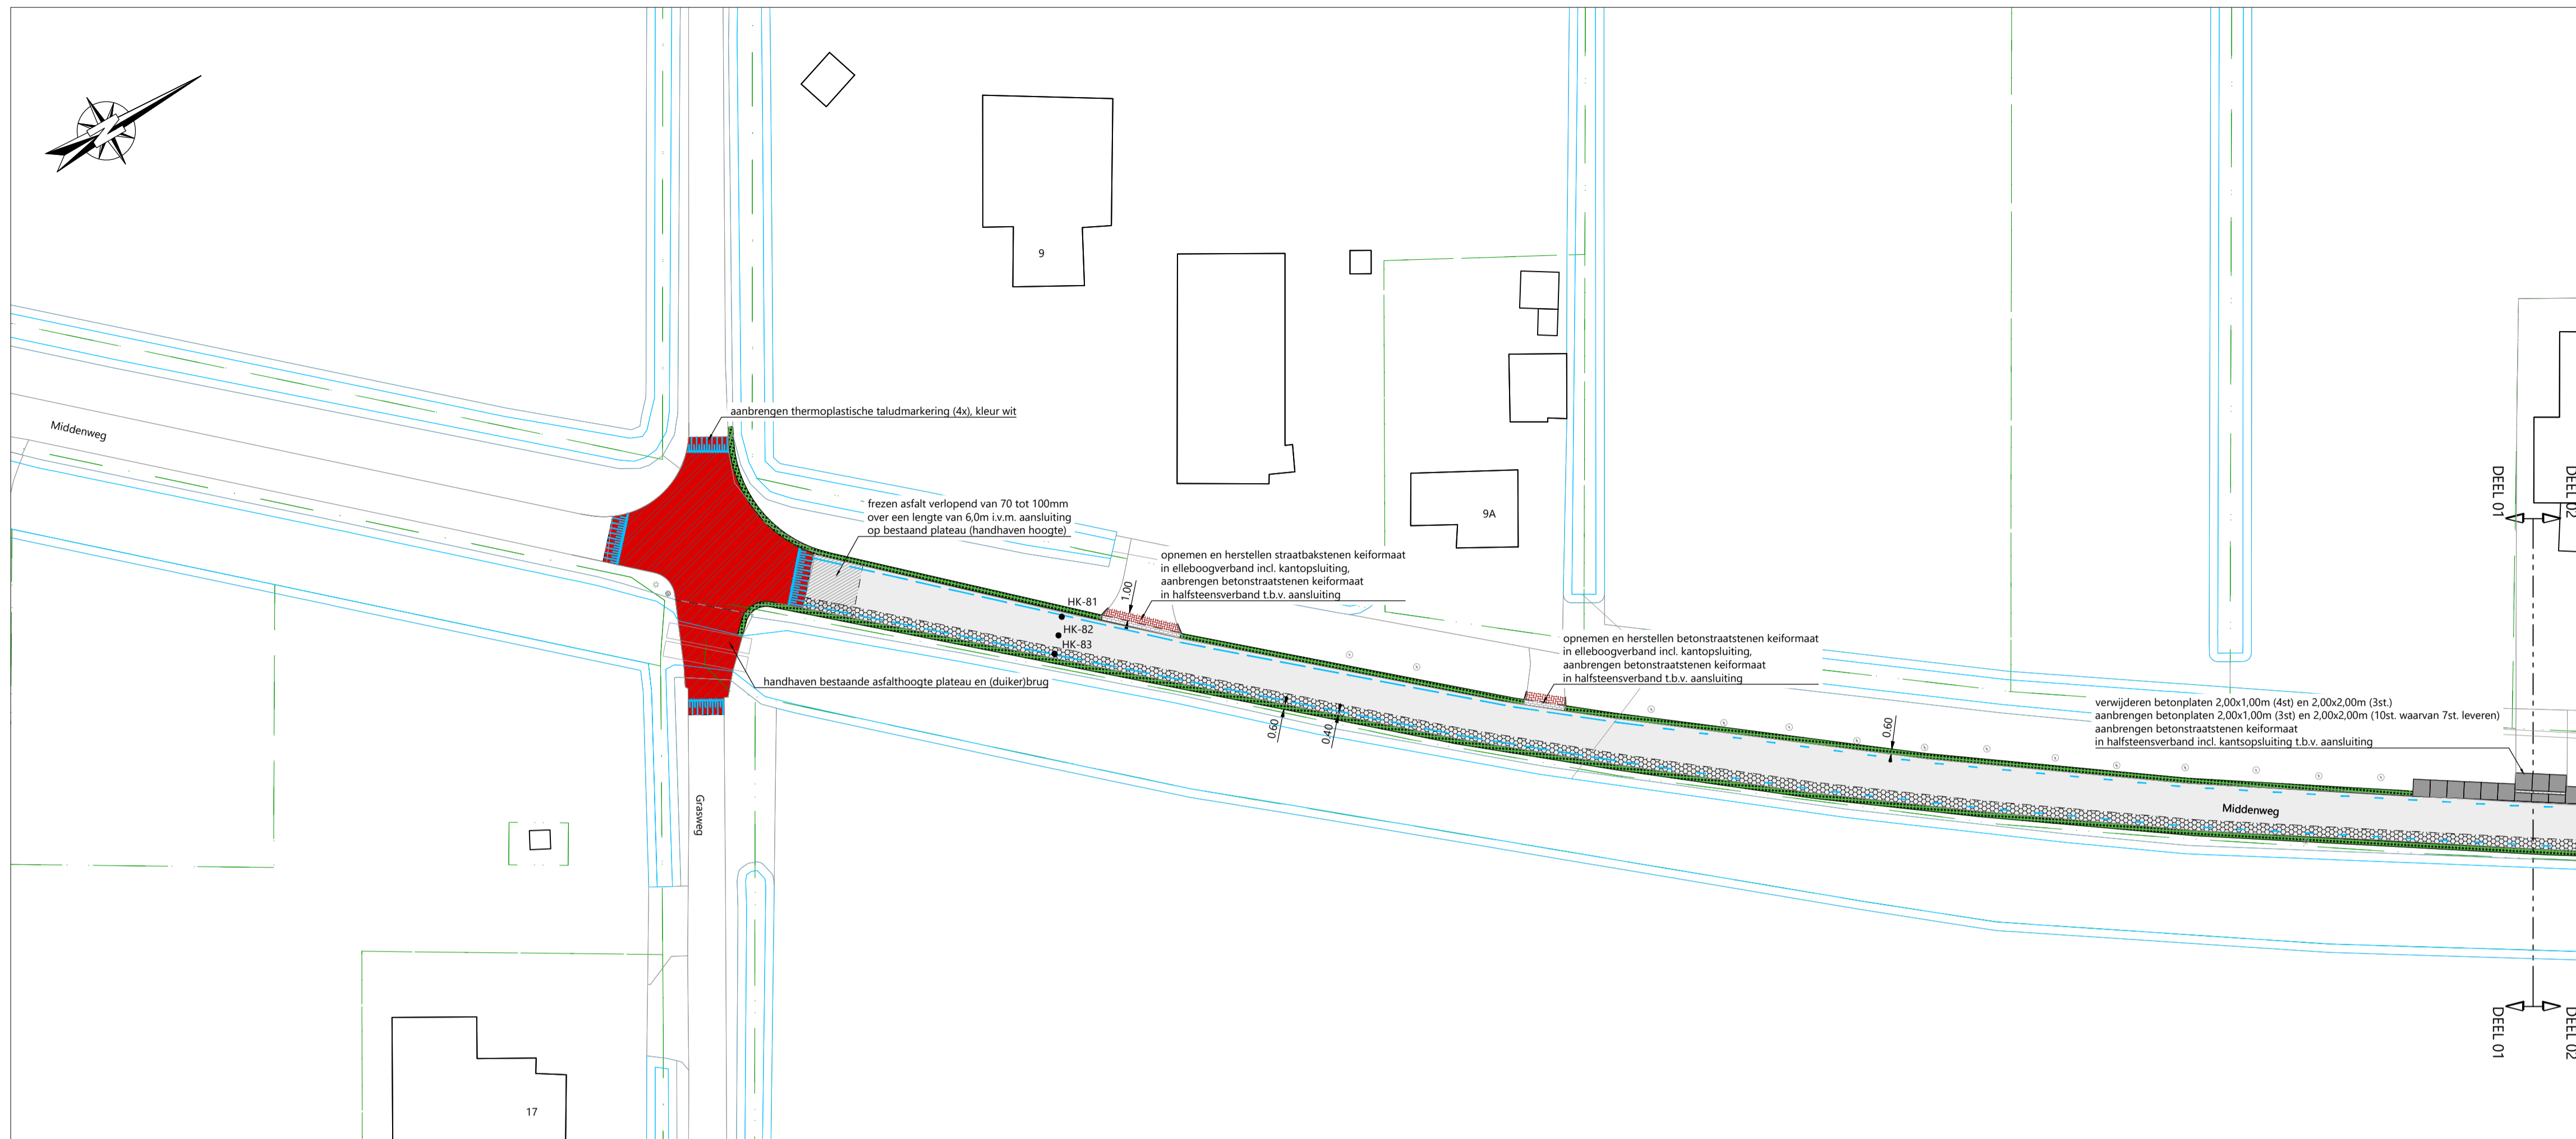 Middenweg
aanbrengen thermoplastische taludmarkering (4x), kleur wit
frezen asfalt verlopend van 70 tot 100mm
over een lengte van 6,0m i.v.m. aansluiting
op bestaand plateau (handhaven hoogte)
handhaven bestaande asfalthoogte plateau en (duiker)brug
Grasweg
17
9
HK-81
HK-82
HK-83
1.00
opnemen en herstellen straatbakstenen keiformaat
in elleboogverband incl. kantopsluiting,
aanbrengen betonstraatstenen keiformaat
in halfsteensverband t.b.v. aansluiting
0.60
0.40
9A
opnemen en herstellen betonstraatstenen keiformaat
in elleboogverband incl. kantopsluiting,
aanbrengen betonstraatstenen keiformaat
in halfsteensverband t.b.v. aansluiting
0.60
verwijderen betonplaten 2,00x1,00m (4st) en 2,00x2,00m (3st.)
aanbrengen betonplaten 2,00x1,00m (3st) en 2,00x2,00m (10st. waarvan 7st. leveren)
aanbrengen betonstraatstenen keiformaat
in halfsteensverband incl. kantsopsluiting t.b.v. aansluiting
Middenweg
DEEL 01
DEEL 02
DEEL 01
DEEL 02